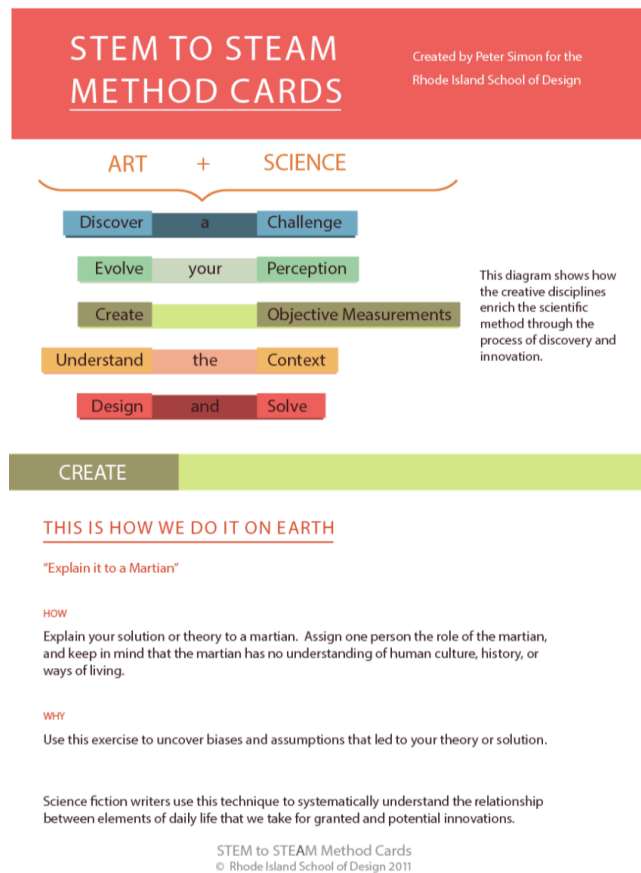 STEM TO STEAM
METHOD CARDS
Created by Peter Simon for the
Rhode Island School of Design
ART + SCIENCE
Discover a Challenge
Evolve your Perception
Create Objective Measurements
Understand the Context
Design and Solve
This diagram shows how
the creative disciplines
enrich the scientific
method through the
process of discovery and
innovation.
CREATE
THIS IS HOW WE DO IT ON EARTH
“Explain it to a Martian”
HOW
Explain your solution or theory to a martian. Assign one person the role of the martian,
and keep in mind that the martian has no understanding of human culture, history, or
ways of living.
WHY
Use this exercise to uncover biases and assumptions that led to your theory or solution.
Science fiction writers use this technique to systematically understand the relationship
between elements of daily life that we take for granted and potential innovations.
STEM to STEAM Method Cards
© Rhode Island School of Design 2011